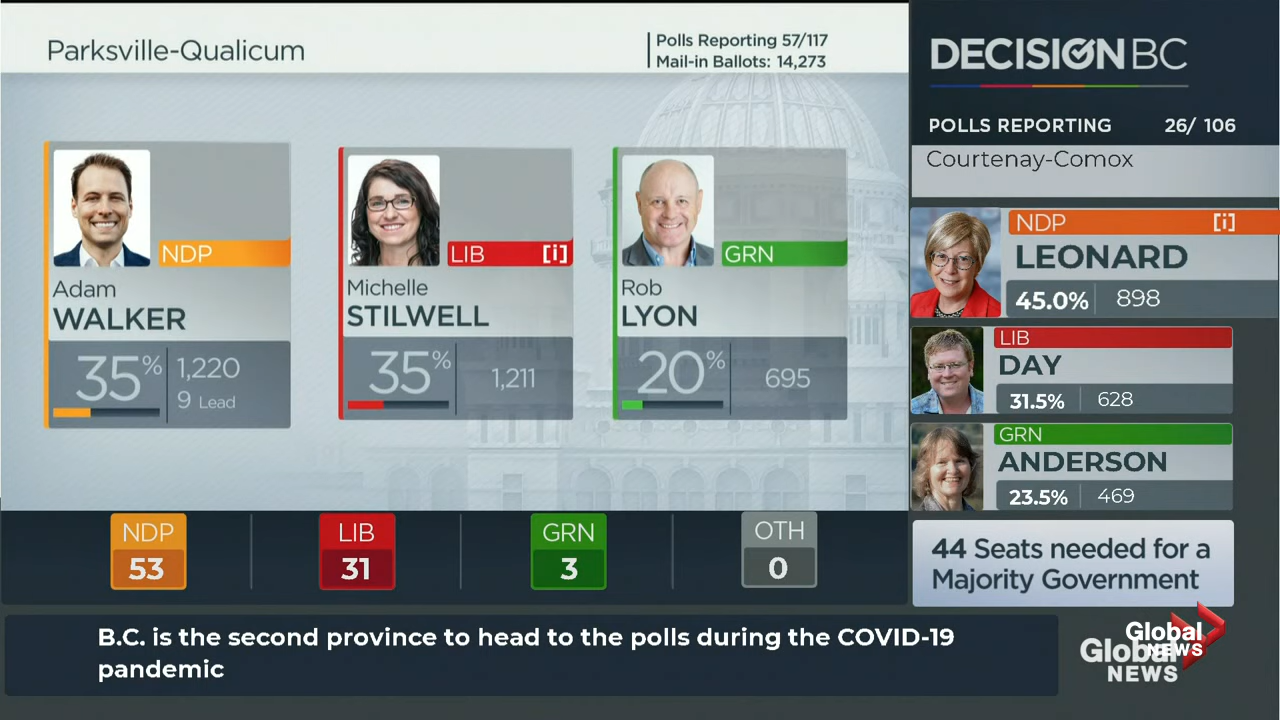 Parksville-Qualicum
Polls Reporting 57/117
Mail-in Ballots: 14,273
NDP
Adam
WALKER
35%
1,220
9 Lead
LIB [i]
Michelle
STILWELL
35%
1,211
GRN
Rob
LYON
20%
695
DECISION BC
POLLS REPORTING 26/ 106
Courtenay-Comox
NDP [i]
LEONARD
45.0% 898
LIB
DAY
31.5% 628
GRN
ANDERSON
23.5% 469
44 Seats needed for a
Majority Government
NDP
53
LIB
31
GRN
3
OTH
0
B.C. is the second province to head to the polls during the COVID-19
pandemic
Global
NEWS
Global
NEWS